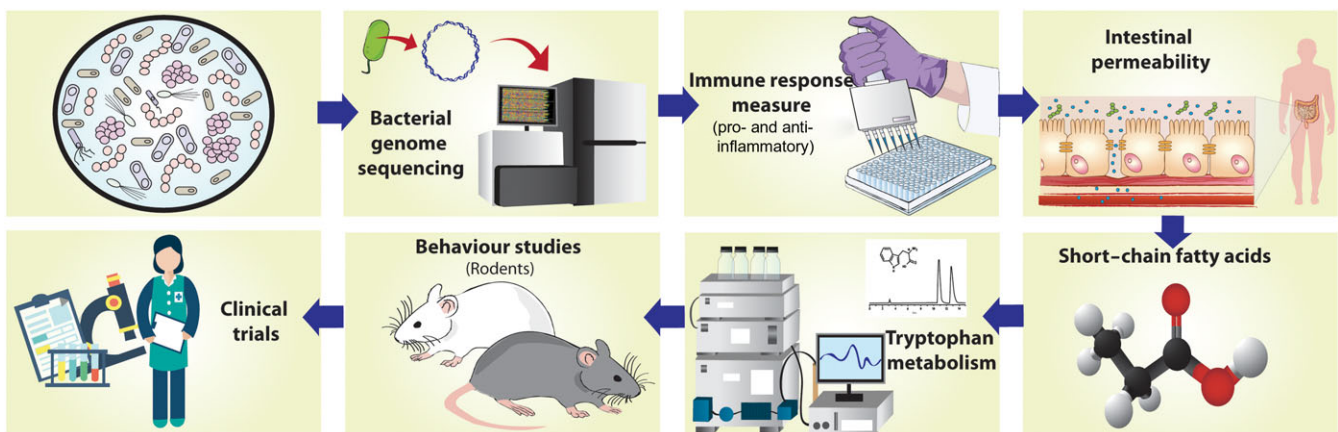 Bacterial
genome
sequencing
Immune response
measure
(pro- and anti-
inflammatory)
Intestinal
permeability
Short-chain fatty acids
Tryptophan
metabolism
Behaviour studies
(Rodents)
Clinical
trials